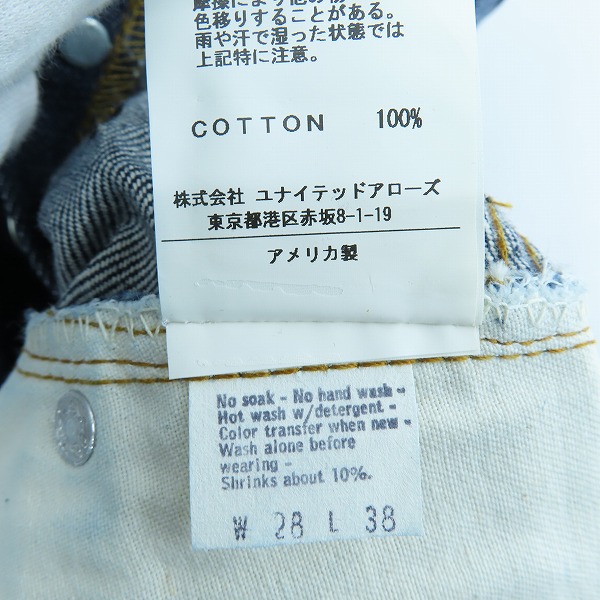 色移りすることがある。
雨や汗で湿った状態では
上記特に注意。
COTTON 100%
株式会社 ユナイテッドアローズ
東京都港区赤坂8-1-19
アメリカ製
No soak - No hand wash -
Hot wash w/detergent -
Color transfer when new -
Wash alone before
wearing -
Shrinks about 10%.
W 28 L 38